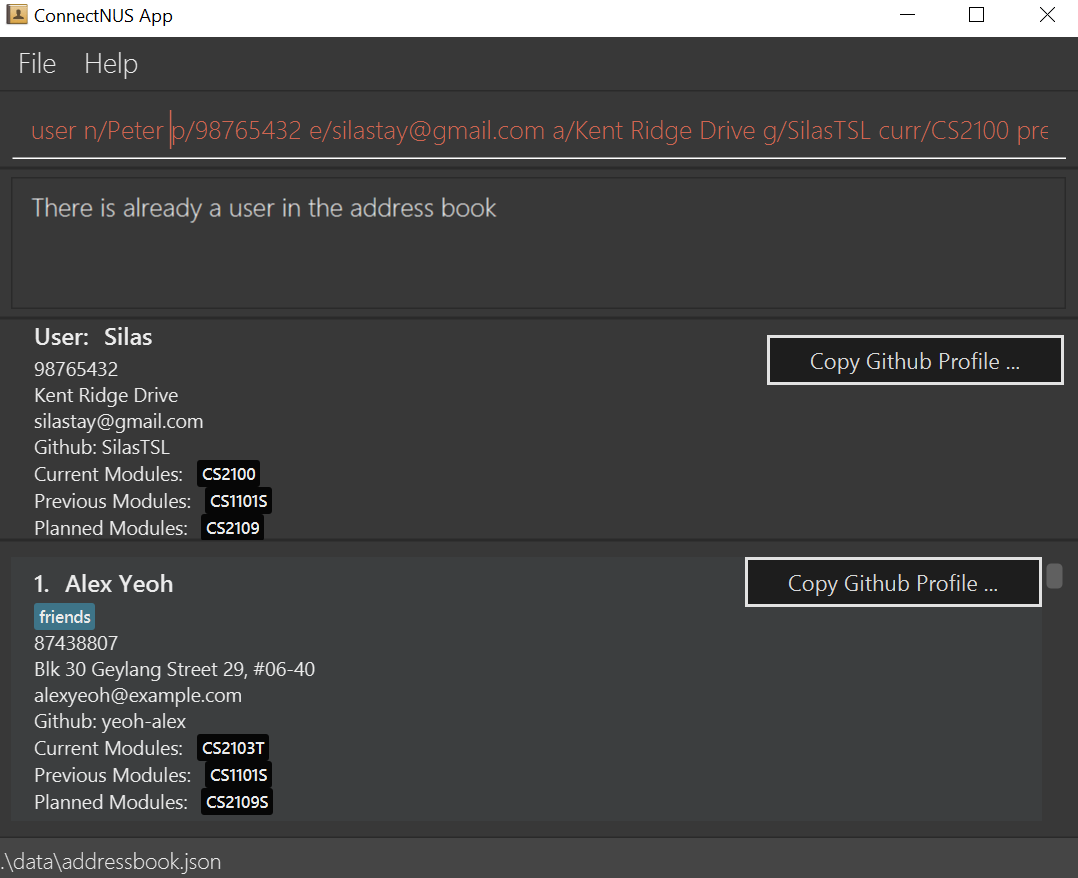 ConnectNUS App
File Help
user n/Peter p/98765432 e/silastay@gmail.com a/Kent Ridge Drive g/SilasTSL curr/CS2100 pre
There is already a user in the address book
User: Silas
Copy Github Profile ...
98765432
Kent Ridge Drive
silastay@gmail.com
Github: SilasTSL
Current Modules: CS2100
Previous Modules: CS1101S
Planned Modules: CS2109
1. Alex Yeoh
Copy Github Profile ...
friends
87438807
Blk 30 Geylang Street 29, #06-40
alexyeoh@example.com
Github: yeoh-alex
Current Modules: CS2103T
Previous Modules: CS1101S
Planned Modules: CS2109S
.\data\addressbook.json